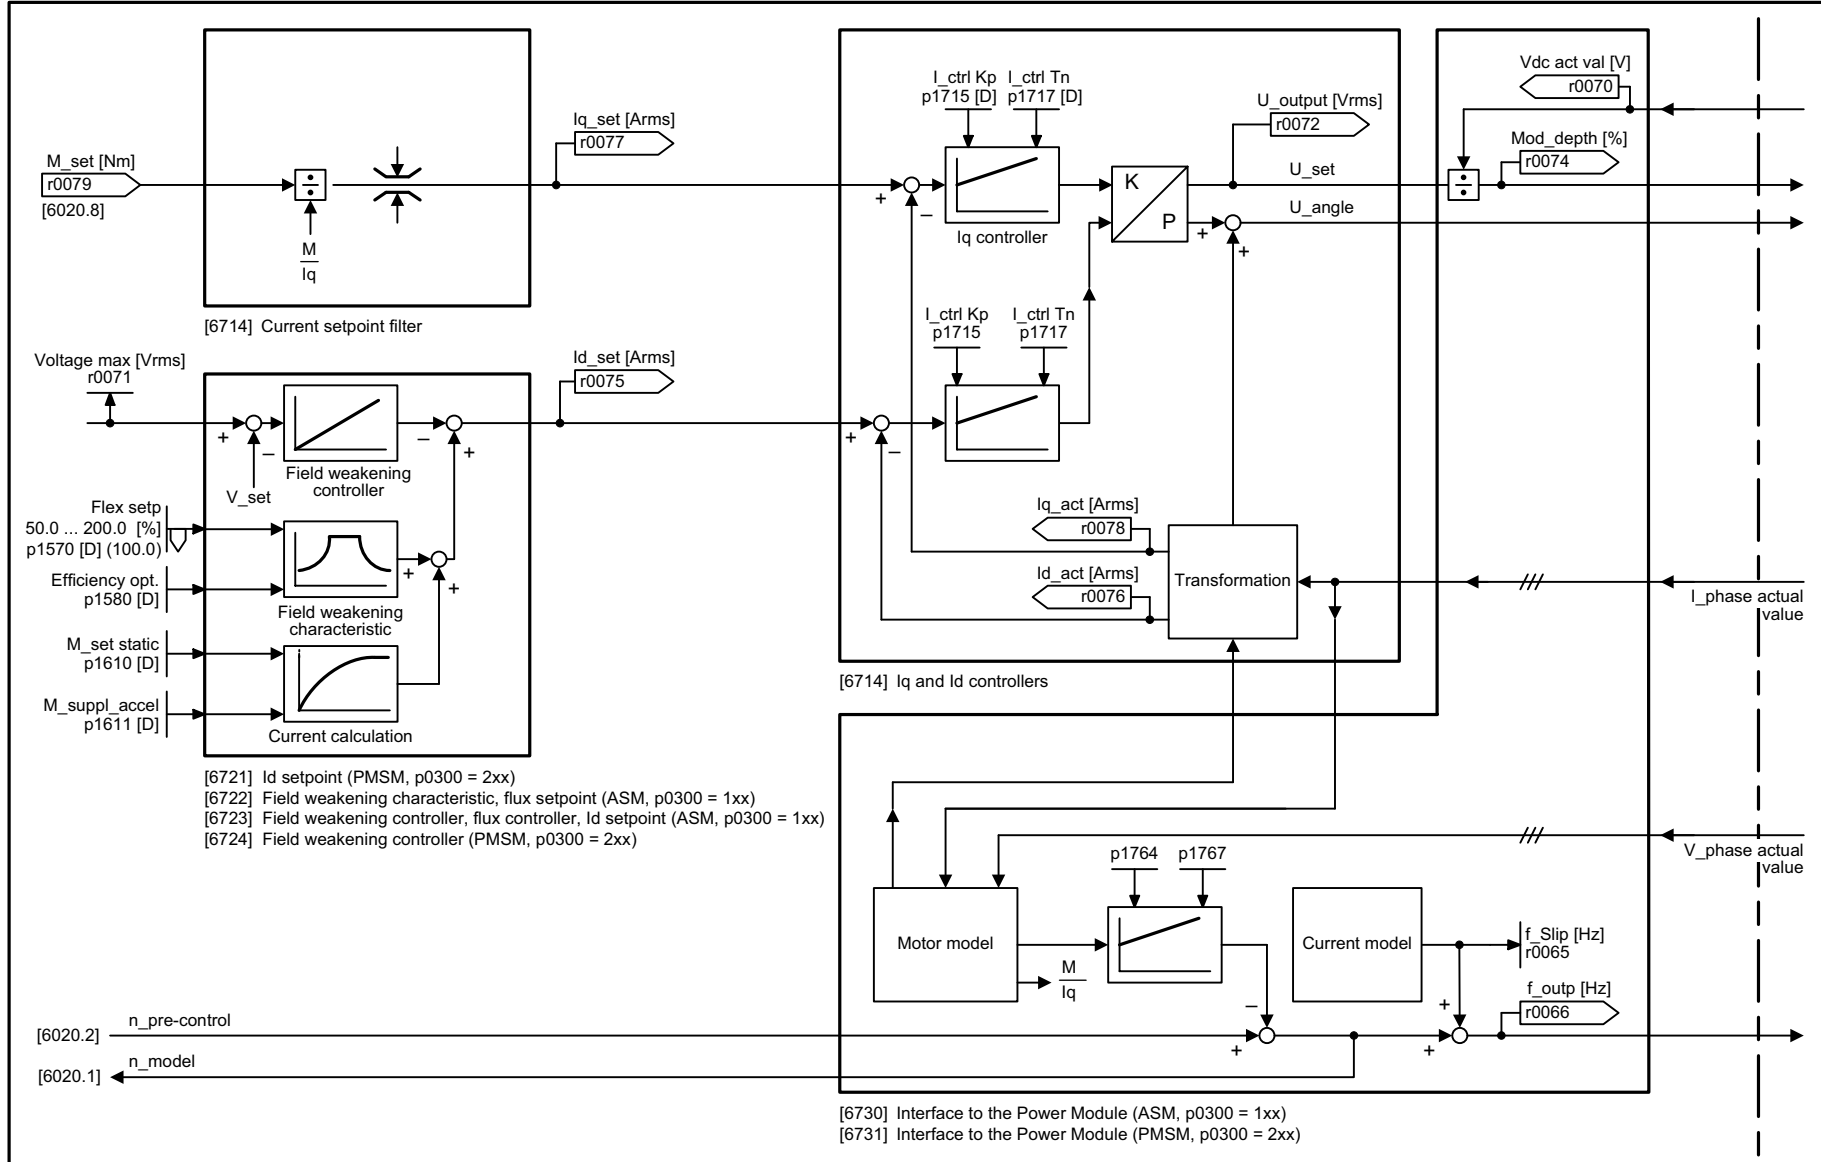 M_set [Nm]
r0079
[6020.8]
÷
M
Iq
Iq_set [Arms]
r0077
[6714] Current setpoint filter
Voltage max [Vrms]
r0071
+
–
V_set
Field weakening
controller
–
+
Id_set [Arms]
r0075
Flex setp
50.0 ... 200.0 [%]
p1570 [D] (100.0)
Efficiency opt.
p1580 [D]
Field weakening
characteristic
+
+
M_set static
p1610 [D]
M_suppl_accel
p1611 [D]
Current calculation
[6721] Id setpoint (PMSM, p0300 = 2xx)
[6722] Field weakening characteristic, flux setpoint (ASM, p0300 = 1xx)
[6723] Field weakening controller, flux controller, Id setpoint (ASM, p0300 = 1xx)
[6724] Field weakening controller (PMSM, p0300 = 2xx)
I_ctrl Kp
p1715 [D]
I_ctrl Tn
p1717 [D]
+
–
Iq controller
K
P
U_output [Vrms]
r0072
U_set
U_angle
+
+
I_ctrl Kp
p1715
I_ctrl Tn
p1717
+
–
Iq_act [Arms]
r0078
Id_act [Arms]
r0076
Transformation
[6714] Iq and Id controllers
Vdc act val [V]
r0070
Mod_depth [%]
r0074
÷
I_phase actual
value
V_phase actual
value
p1764
p1767
Motor model
M
Iq
Current model
f_Slip [Hz]
r0065
f_outp [Hz]
r0066
–
+
+
+
[6020.2]
n_pre-control
[6020.1]
n_model
[6730] Interface to the Power Module (ASM, p0300 = 1xx)
[6731] Interface to the Power Module (PMSM, p0300 = 2xx)